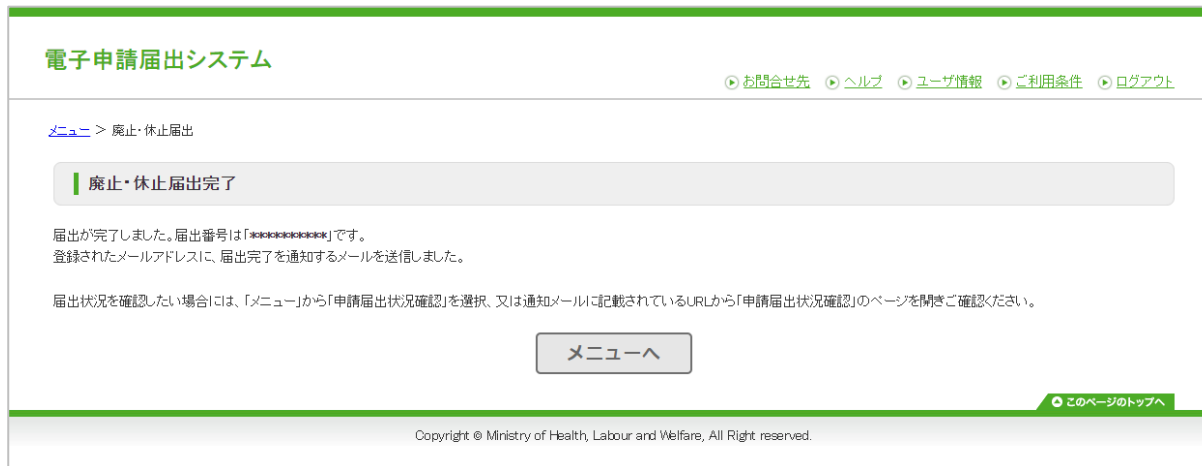 電子申請届出システム
お問合せ先 ヘルプ ユーザ情報 ご利用条件 ログアウト
メニュー > 廃止・休止届出
廃止・休止届出完了
届出が完了しました。届出番号は「**********」です。
登録されたメールアドレスに、届出完了を通知するメールを送信しました。
届出状況を確認したい場合には、「メニュー」から「申請届出状況確認」を選択、又は通知メールに記載されているURLから「申請届出状況確認」のページを開きご確認ください。
メニューへ
このページのトップへ
Copyright © Ministry of Health, Labour and Welfare, All Right reserved.